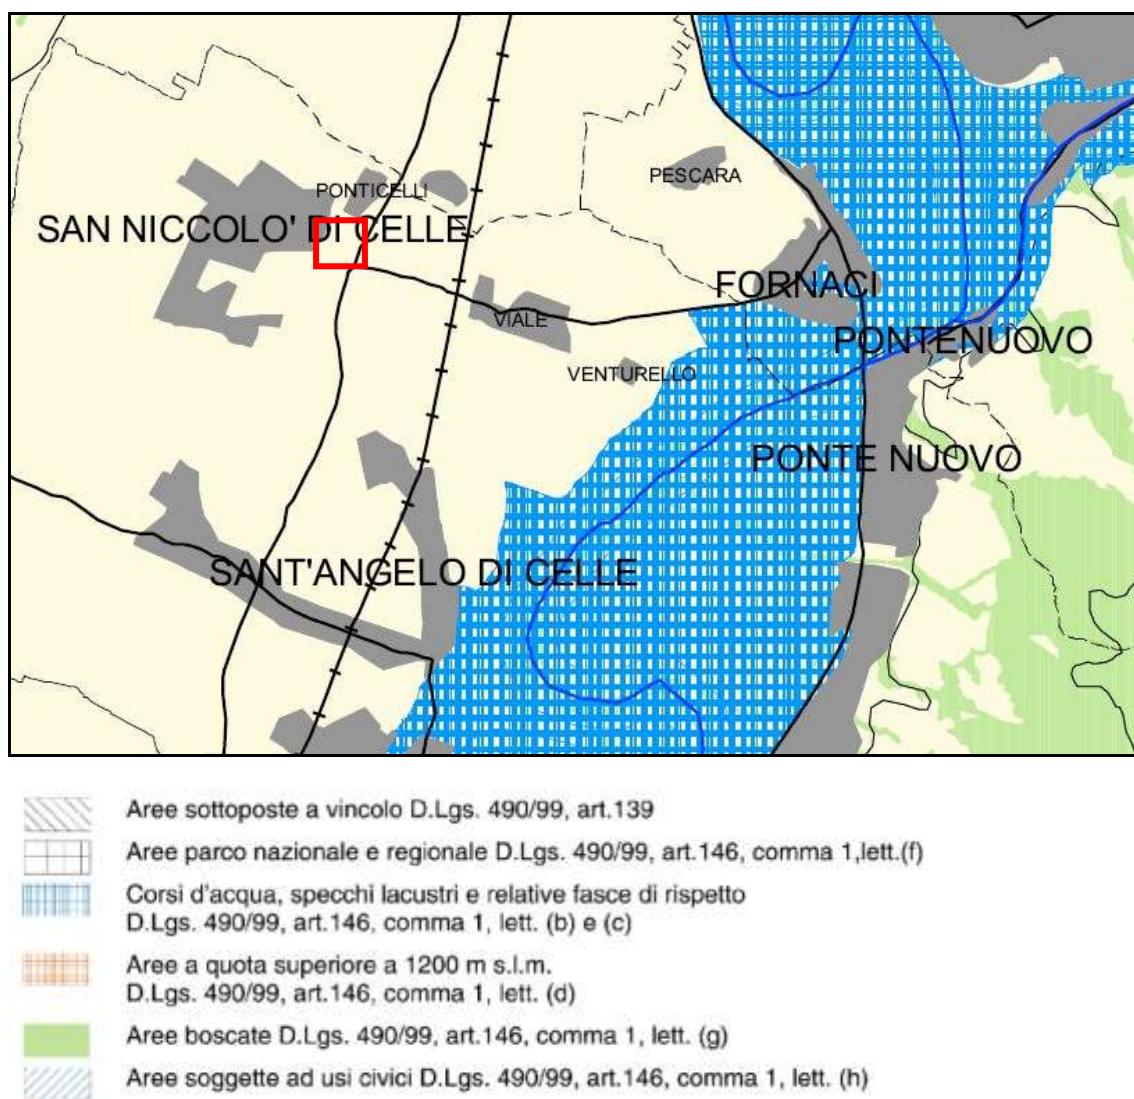 PESCARA
PONTICELLI
SAN NICCOLO' DI CELLE
FORNACI
VIALE
PONTENUOVO
VENTURELLO
PONTE NUOVO
SANT'ANGELO DI CELLE
Aree sottoposte a vincolo D.Lgs. 490/99, art.139
Aree parco nazionale e regionale D.Lgs. 490/99, art.146, comma 1,lett.(f)
Corsi d'acqua, specchi lacustri e relative fasce di rispetto
D.Lgs. 490/99, art.146, comma 1, lett. (b) e (c)
Aree a quota superiore a 1200 m s.l.m.
D.Lgs. 490/99, art.146, comma 1, lett. (d)
Aree boscate D.Lgs. 490/99, art.146, comma 1, lett. (g)
Aree soggette ad usi civici D.Lgs. 490/99, art.146, comma 1, lett. (h)